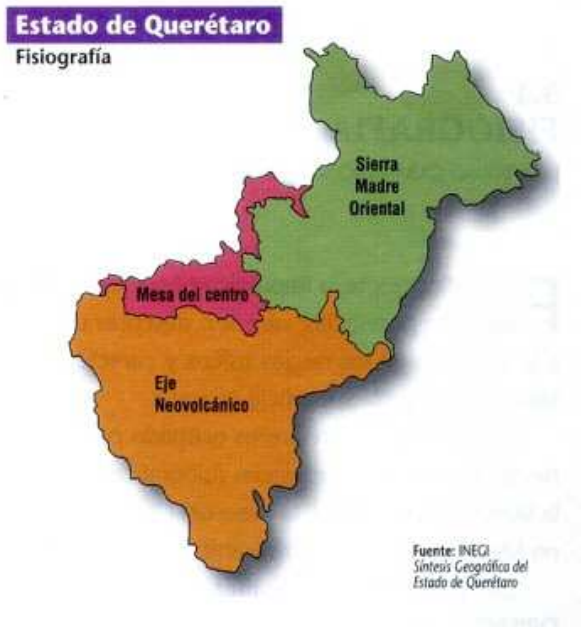 Estado de Querétaro
Fisiografía
Sierra
Madre
Oriental
Mesa del centro
Eje
Neovolcánico
Fuente: INEGI
Síntesis Geográfica del
Estado de Querétaro